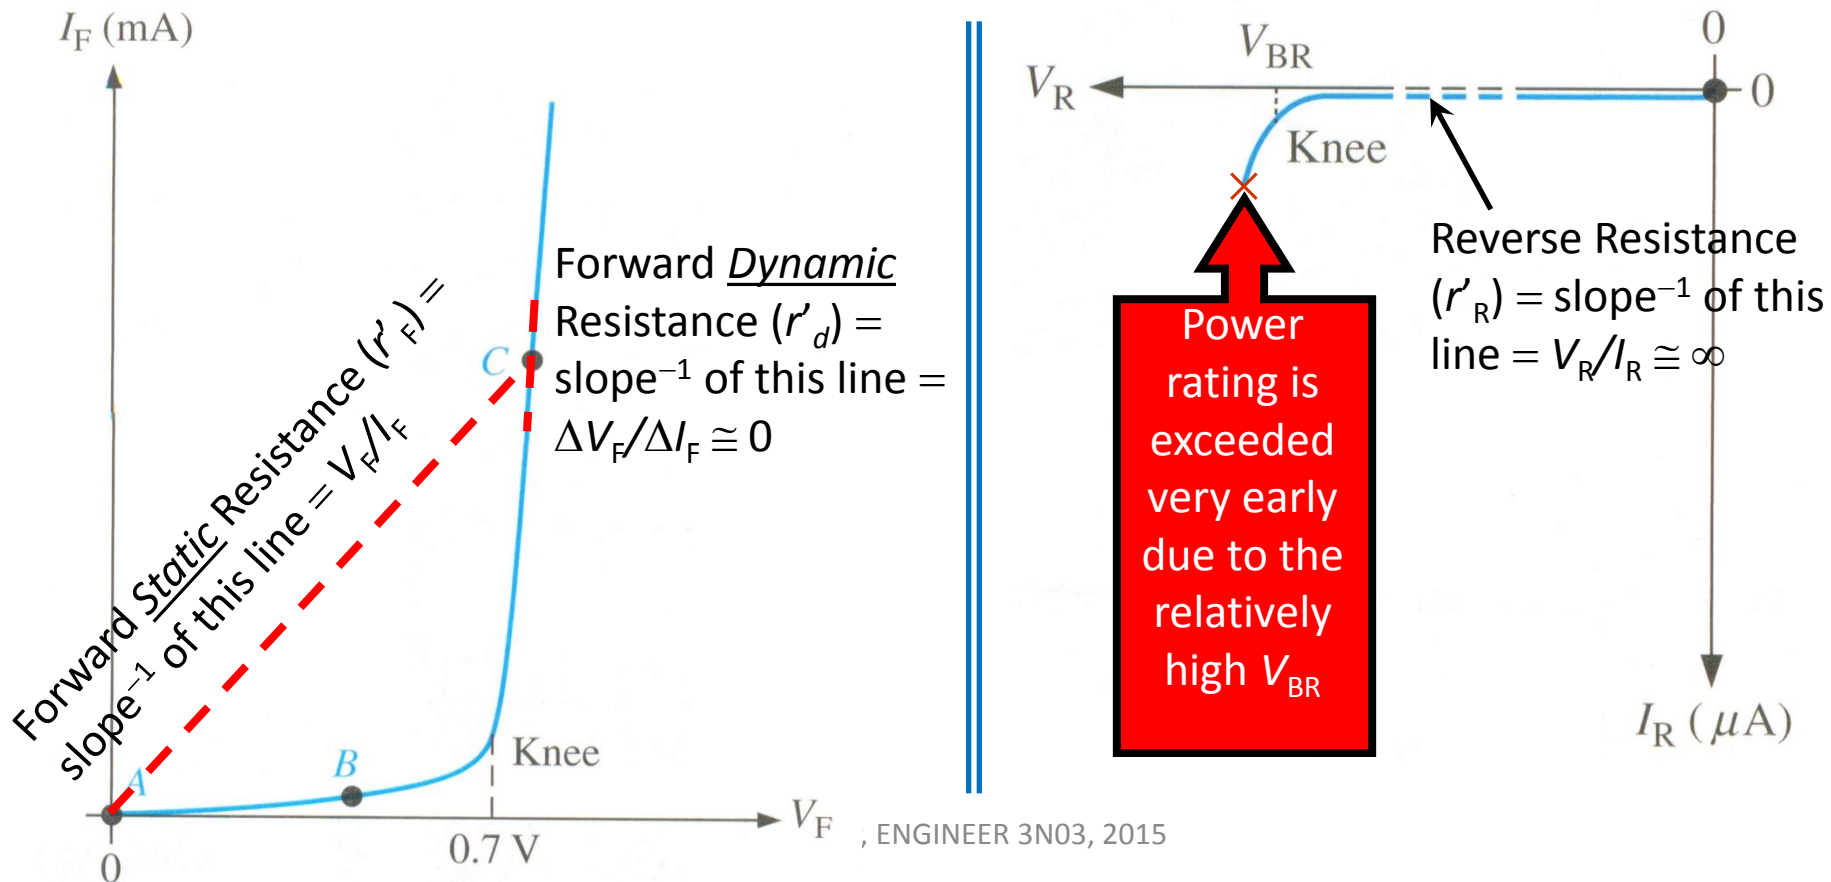 I_F (mA)
Forward Static Resistance (r'_F) =
slope⁻¹ of this line = V_F/I_F
Forward Dynamic
Resistance (r'_d) =
slope⁻¹ of this line =
ΔV_F/ΔI_F ≅ 0
C
A
B
Knee
V_F
0
0.7 V
V_BR
0
V_R
0
Knee
Reverse Resistance
(r'_R) = slope⁻¹ of this
line = V_R/I_R ≅ ∞
Power
rating is
exceeded
very early
due to the
relatively
high V_BR
I_R (μA)
, ENGINEER 3N03, 2015